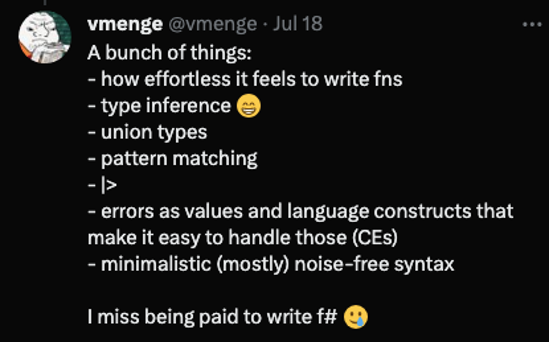 vmenge @vmenge · Jul 18
A bunch of things:
- how effortless it feels to write fns
- type inference 😁
- union types
- pattern matching
- |>
- errors as values and language constructs that
make it easy to handle those (CEs)
- minimalistic (mostly) noise-free syntax
I miss being paid to write f# 🥲